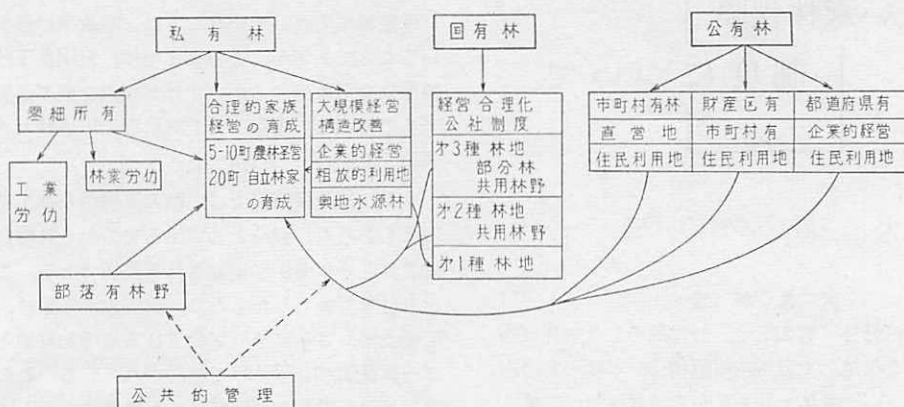 私有林
国有林
公有林
零細所有
工業
労仂
林業労仂
合理的家族
経営の育成
5-10町農林経営
20町 自立林家
の育成
大規模経営
構造改善
企業的経営
粗放的利用地
奥地水源林
経営合理化
公社制度
才3種林地
部分林
共用林野
才2種林地
共用林野
才1種林地
市町村有林
直営地
住民利用地
財産区有
市町村有
住民利用地
都道府県有
企業的経営
住民利用地
部落有林野
公共的管理